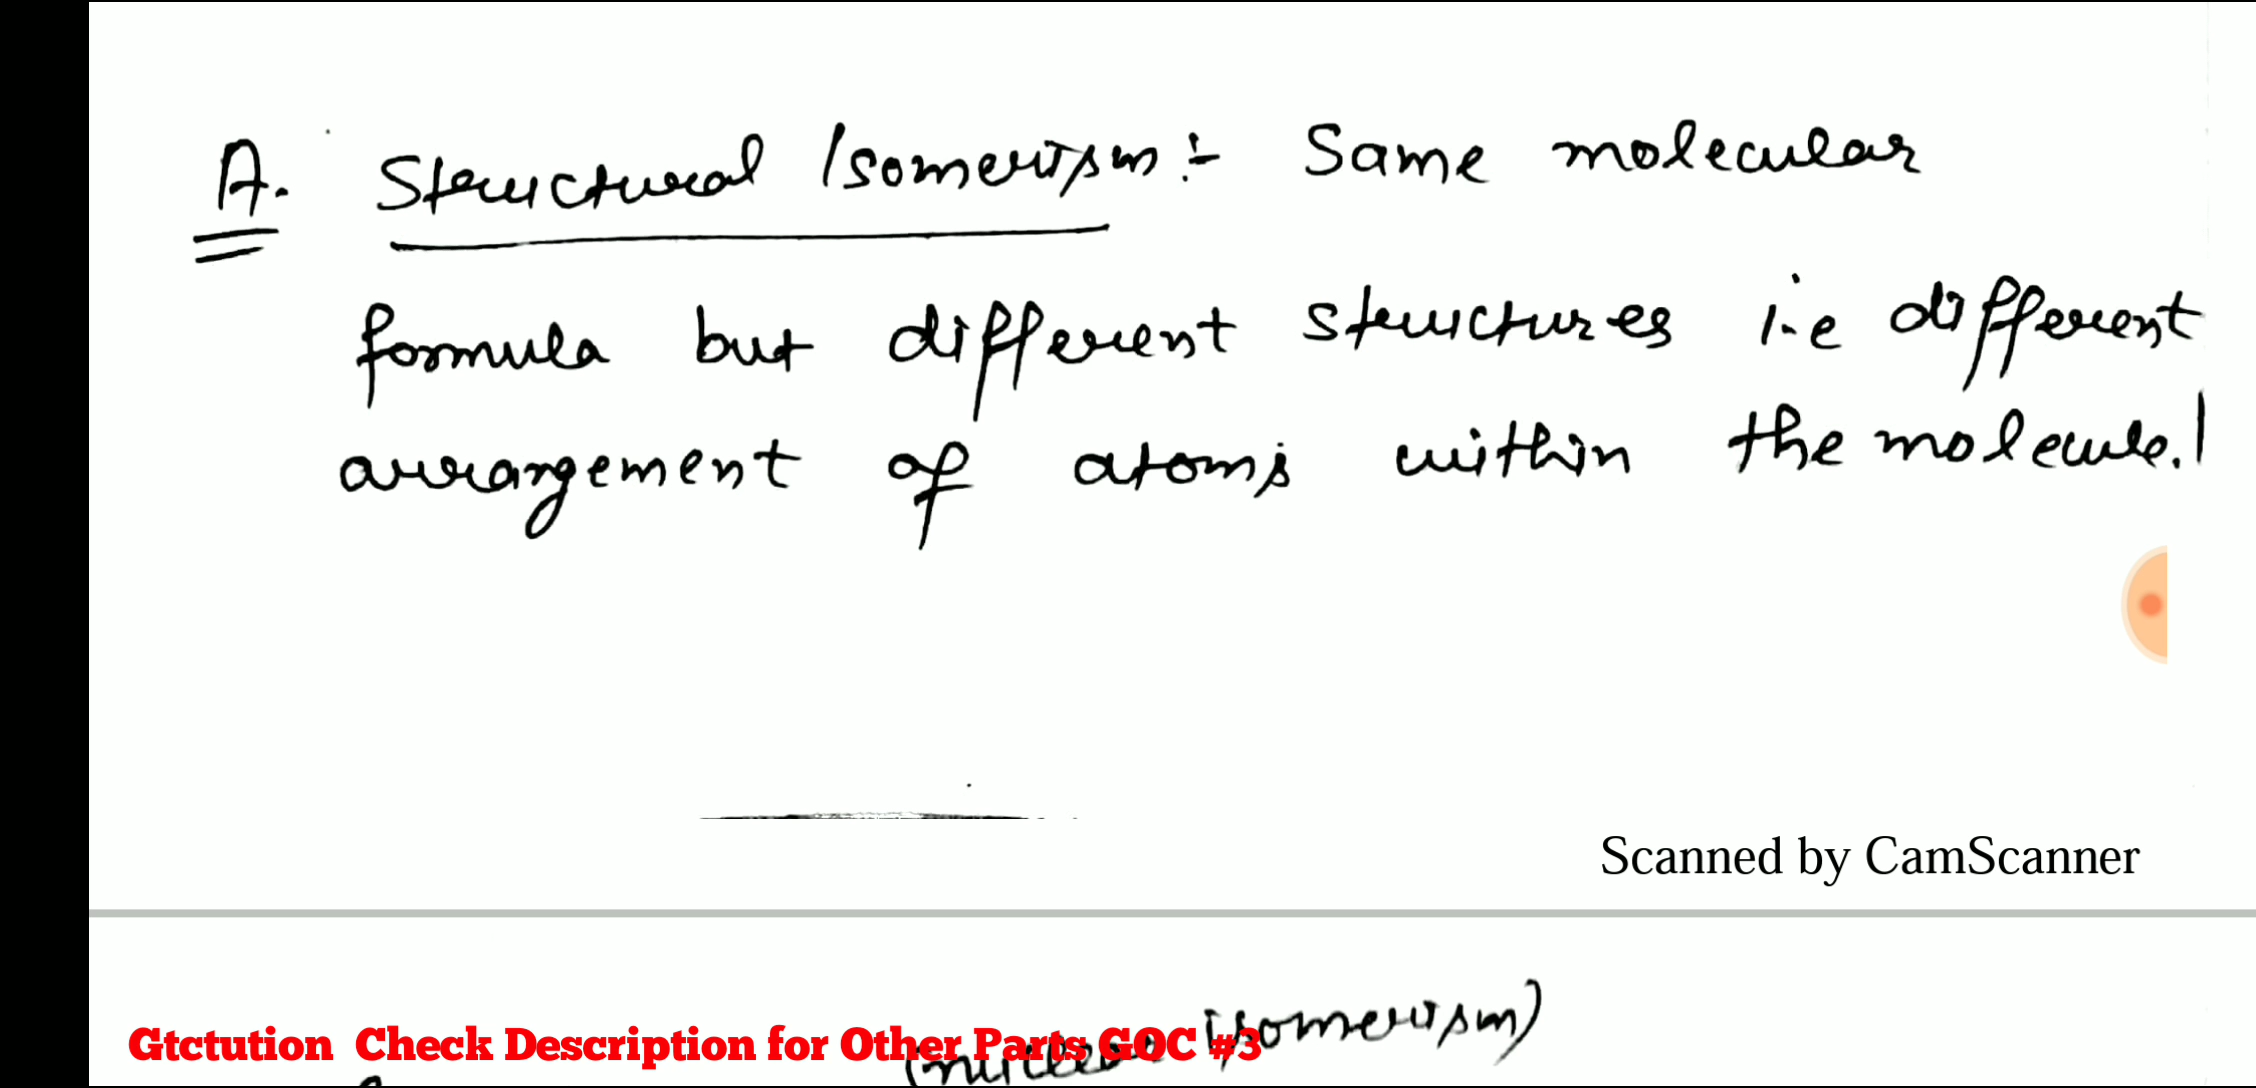 A. Structural Isomerism :- Same molecular
formula but different structures i.e different
arrangement of atoms within the molecule.
Scanned by CamScanner
isomerism)
Gtctution Check Description for Other Parts GOC #3